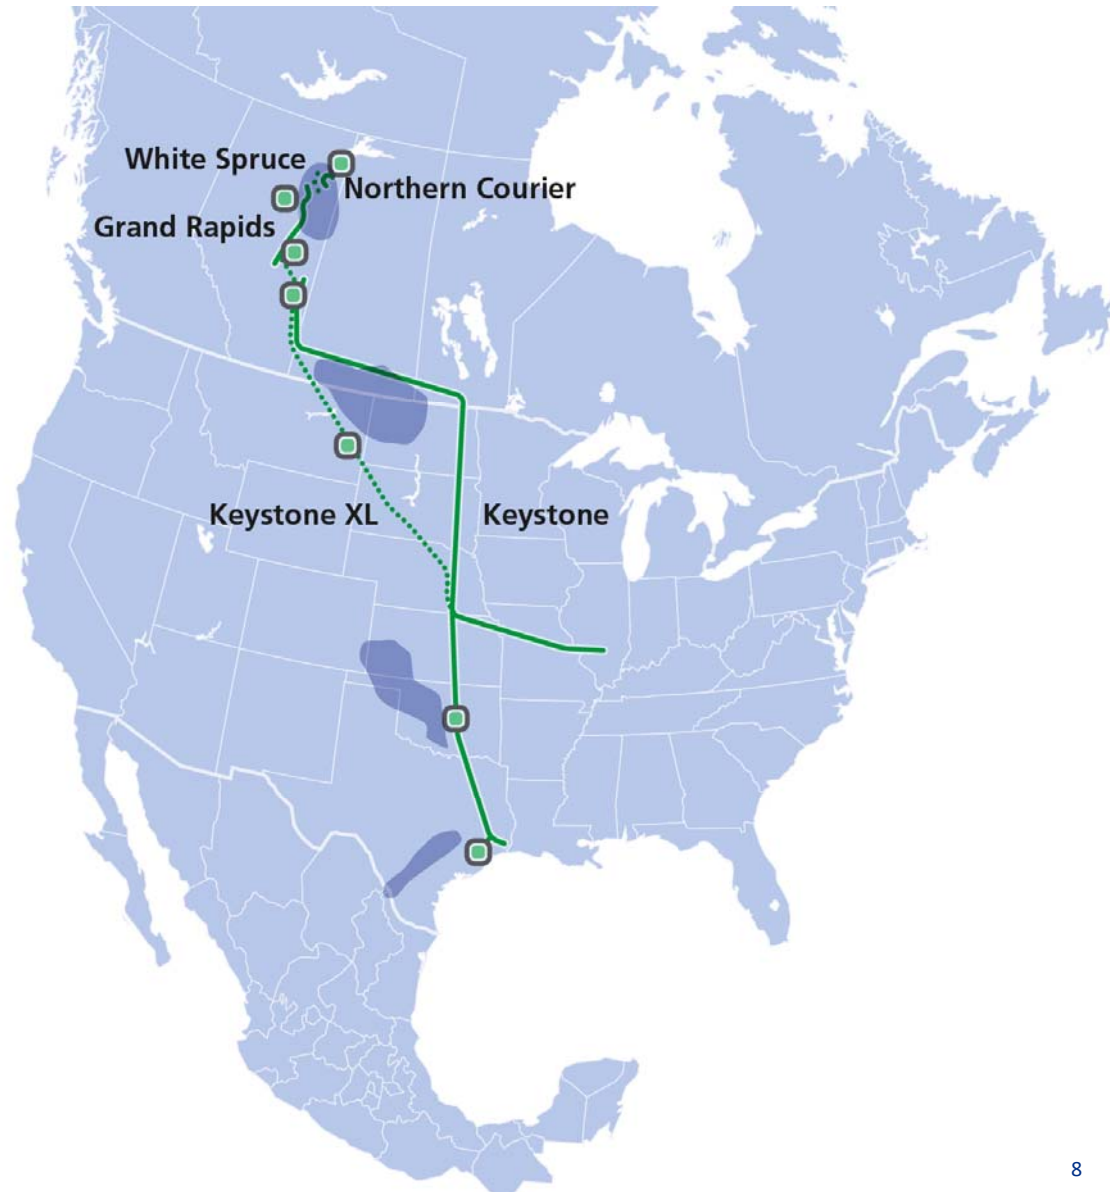 White Spruce
Northern Courier
Grand Rapids
Keystone XL
Keystone
8